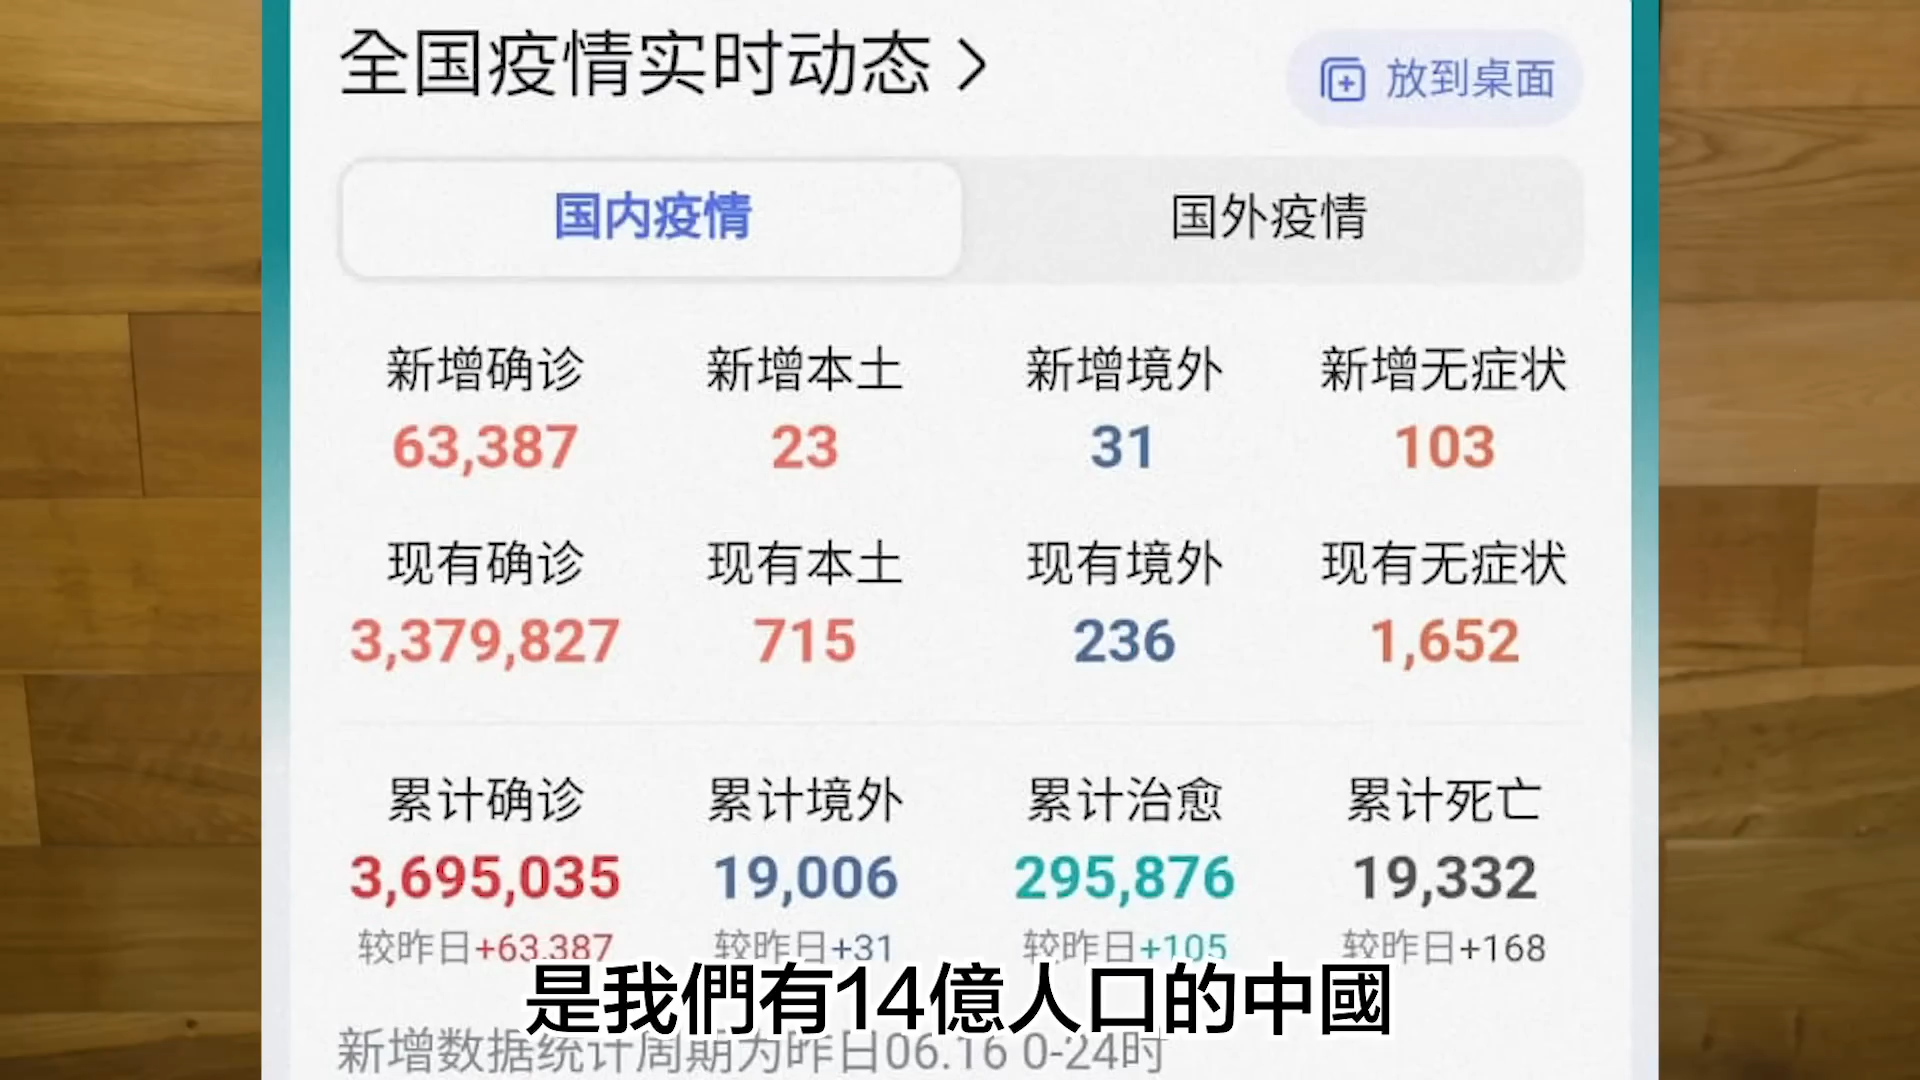 全国疫情实时动态 >
放到桌面
国内疫情 国外疫情
新增确诊 新增本土 新增境外 新增无症状
63,387 23 31 103
现有确诊 现有本土 现有境外 现有无症状
3,379,827 715 236 1,652
累计确诊 累计境外 累计治愈 累计死亡
3,695,035 19,006 295,876 19,332
较昨日+63,387 较昨日+31 较昨日+105 较昨日+168
是我們有14億人口的中國
新增数据统计周期为昨日06.16 0-24时